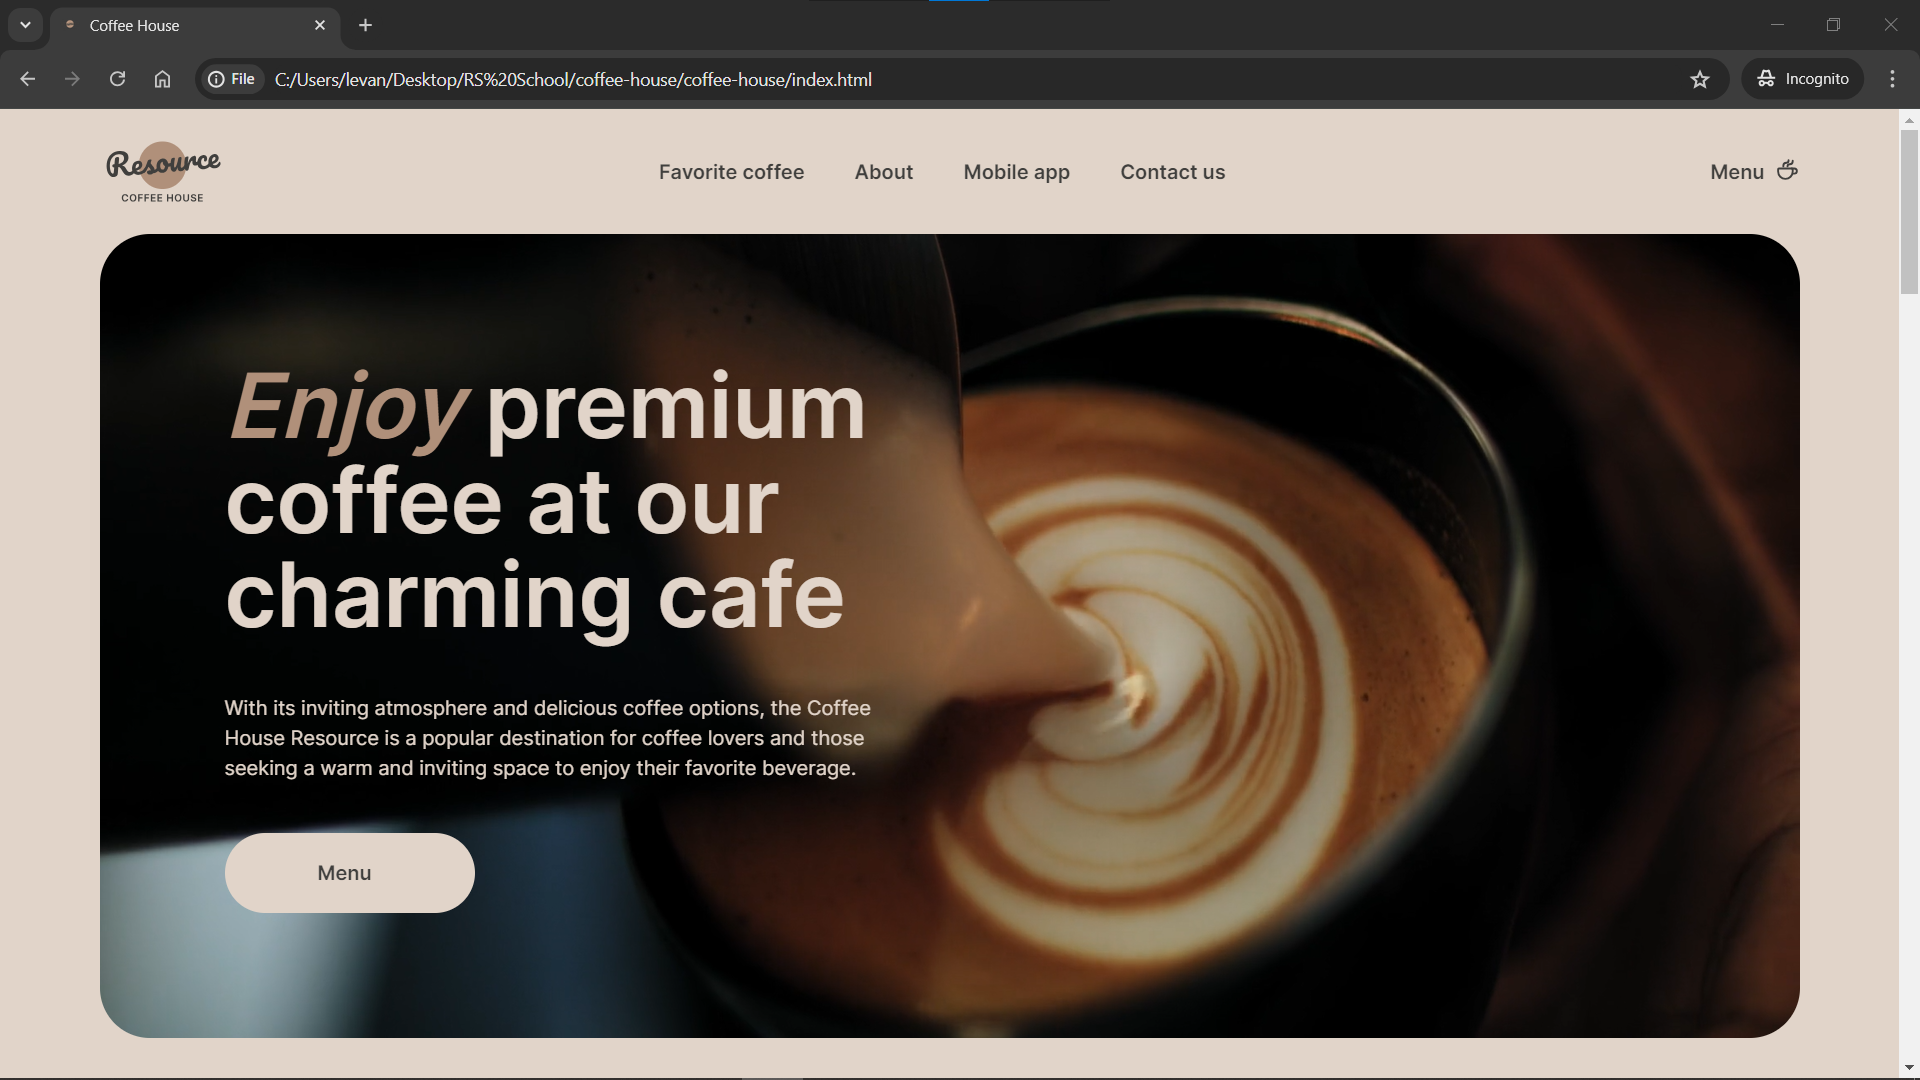 Coffee House
File
C:/Users/levan/Desktop/RS%20School/coffee-house/coffee-house/index.html
Incognito
Resource
COFFEE HOUSE
Favorite coffee
About
Mobile app
Contact us
Menu
Enjoy premium
coffee at our
charming cafe
With its inviting atmosphere and delicious coffee options, the Coffee
House Resource is a popular destination for coffee lovers and those
seeking a warm and inviting space to enjoy their favorite beverage.
Menu